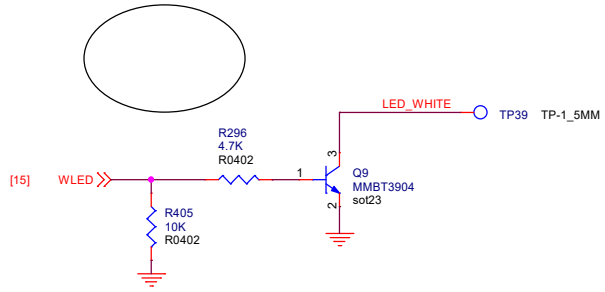 LED_WHITE
TP39 TP-1_5MM
R296
4.7K
R0402
3
[15] WLED
1
Q9
MMBT3904
sot23
2
R405
10K
R0402